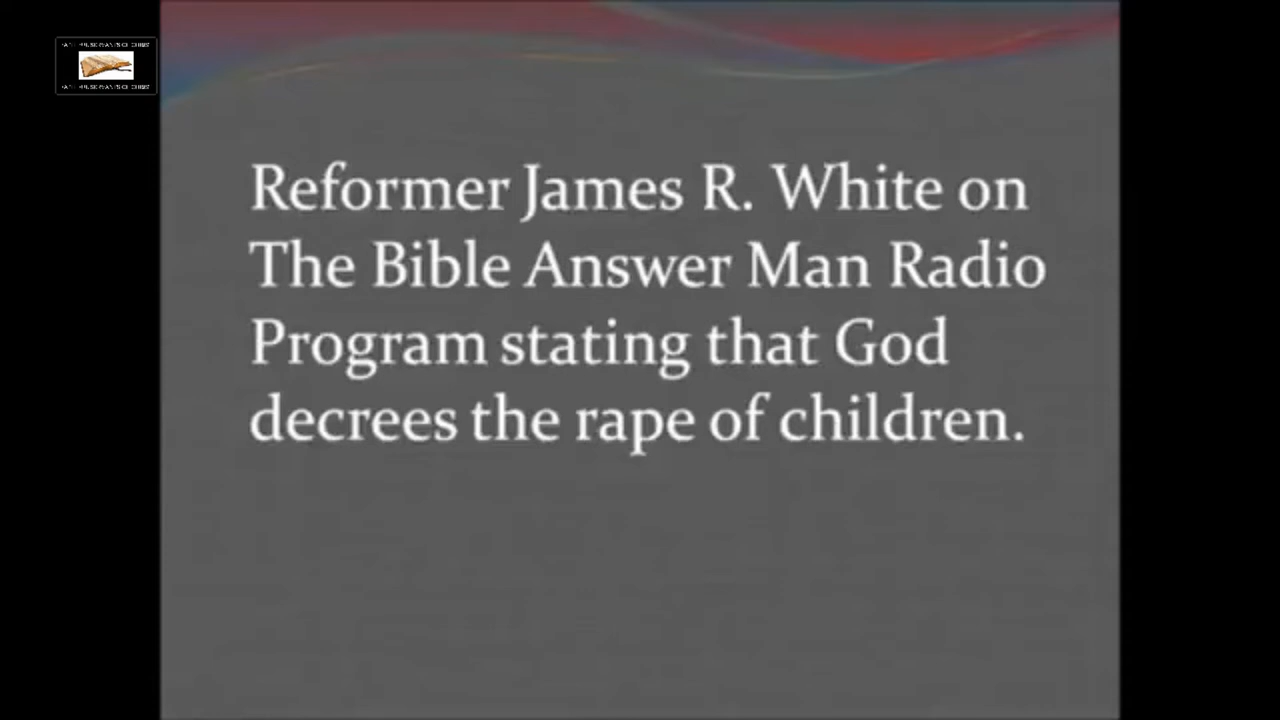 Reformer James R. White on
The Bible Answer Man Radio
Program stating that God
decrees the rape of children.